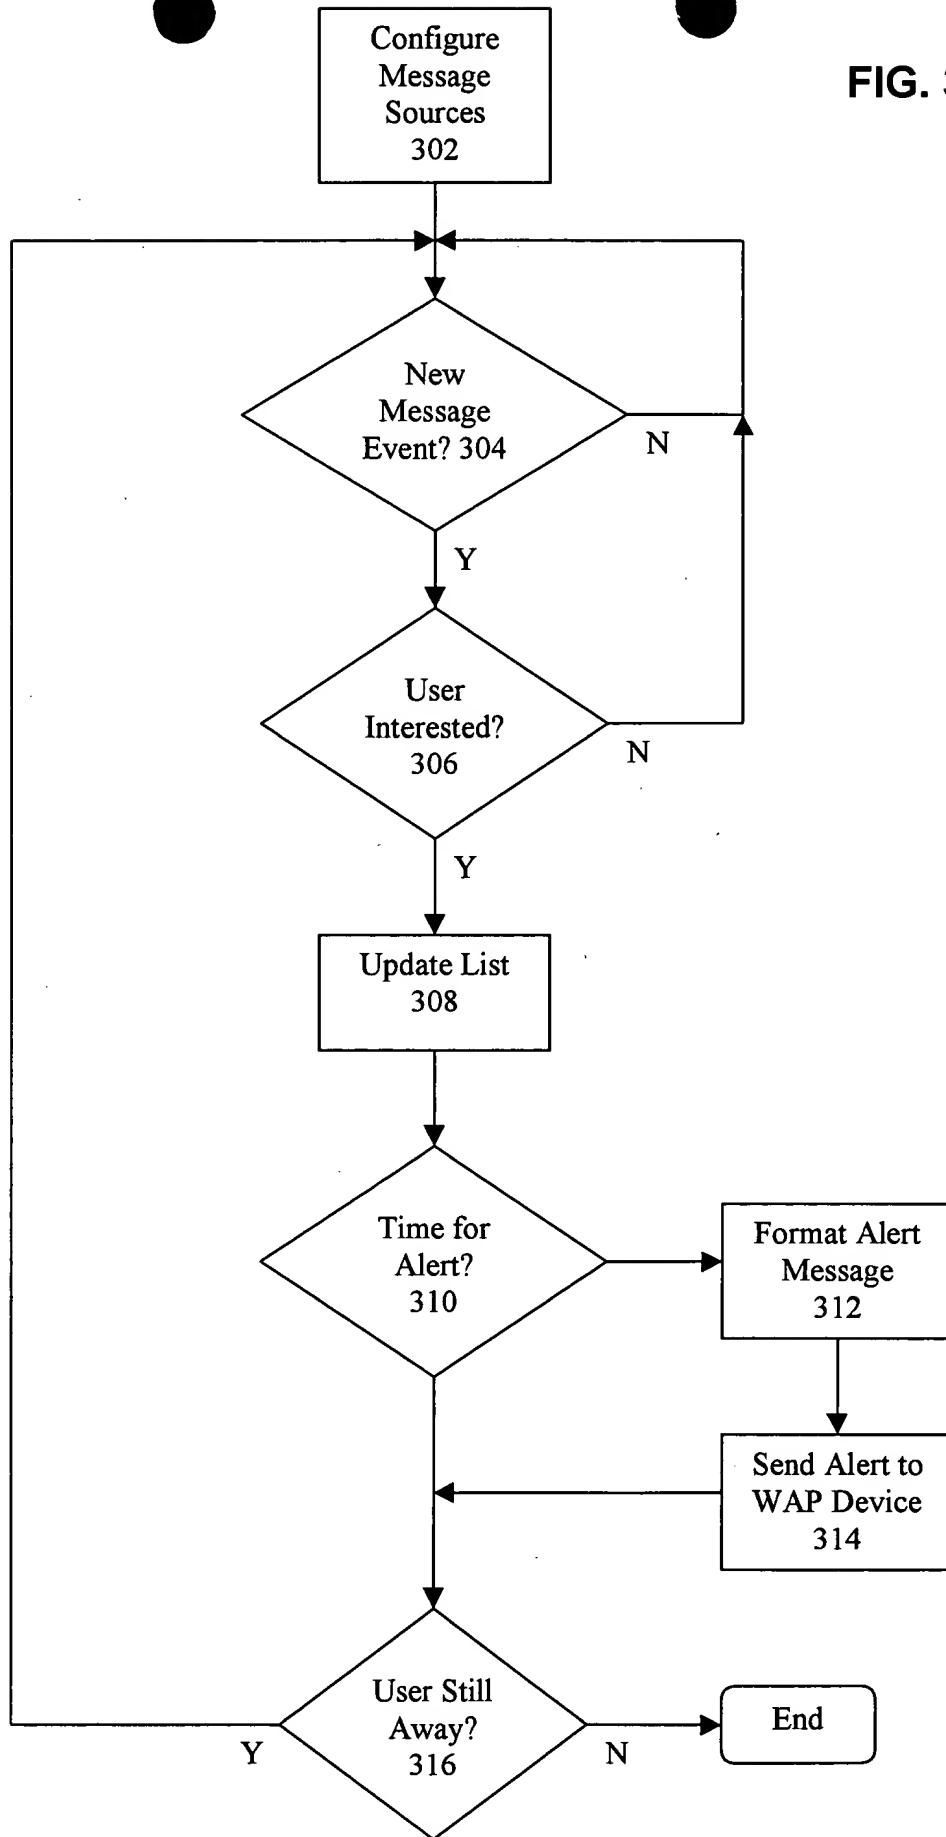 Configure
Message
Sources
302
FIG. 3
New
Message
Event? 304
N
Y
User
Interested?
306
N
Y
Update List
308
Time for
Alert?
310
Format Alert
Message
312
Send Alert to
WAP Device
314
User Still
Away?
316
Y
N
End